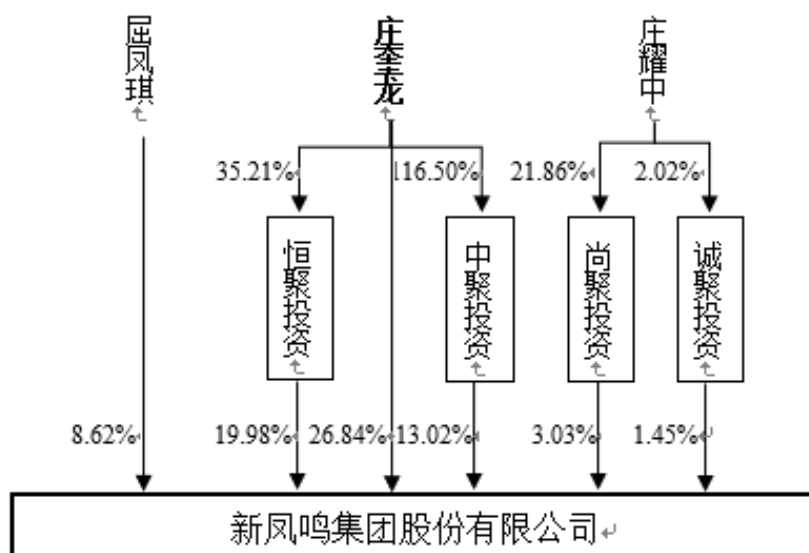 屈凤琪
庄奎龙
庄耀中
35.21%
116.50%
21.86%
2.02%
恒聚投资
中聚投资
尚聚投资
诚聚投资
8.62%
19.98%
26.84%
13.02%
3.03%
1.45%
新凤鸣集团股份有限公司